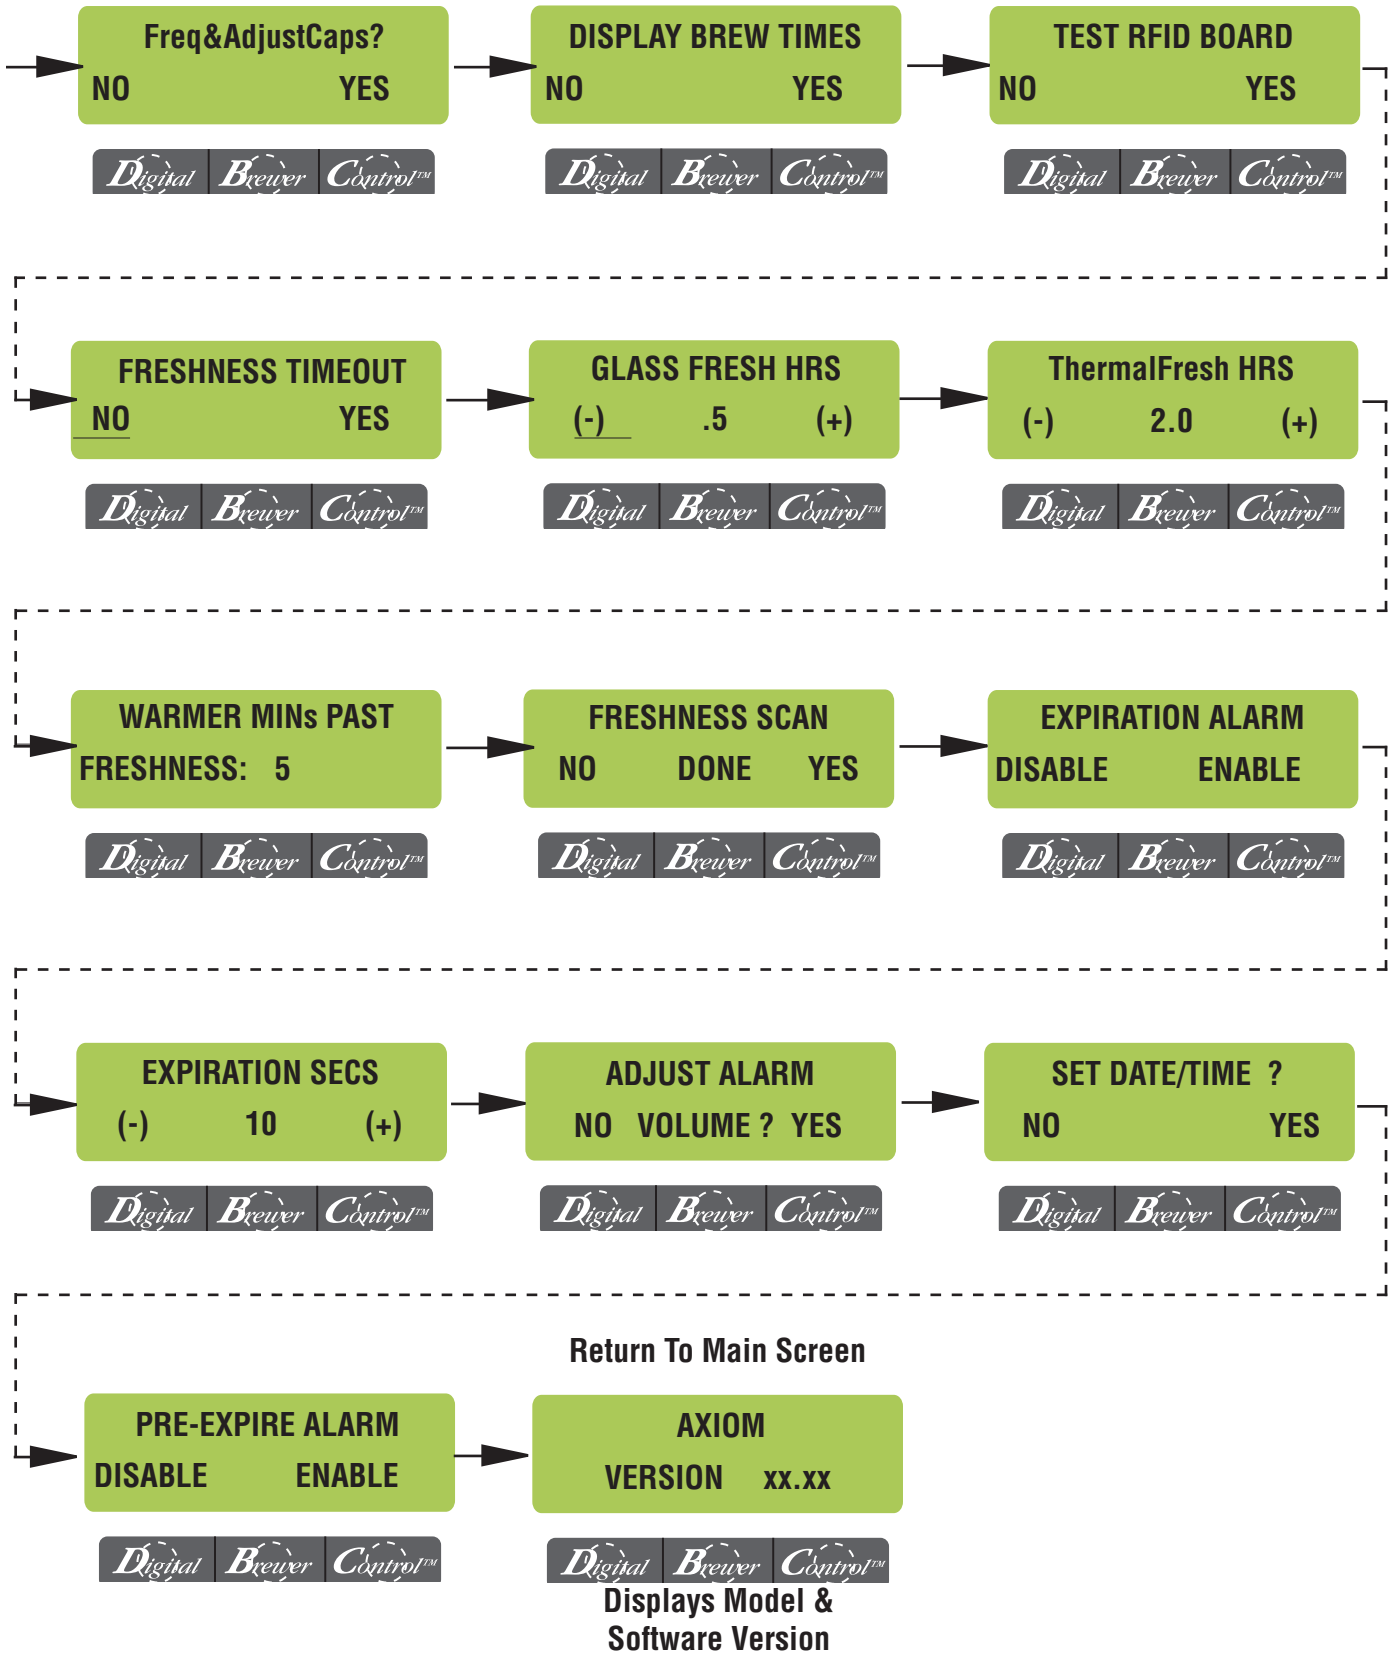 Freq&AdjustCaps?
NO YES
Digital Brewer Control™
DISPLAY BREW TIMES
NO YES
Digital Brewer Control™
TEST RFID BOARD
NO YES
Digital Brewer Control™
FRESHNESS TIMEOUT
NO YES
Digital Brewer Control™
GLASS FRESH HRS
(-) .5 (+)
Digital Brewer Control™
ThermalFresh HRS
(-) 2.0 (+)
Digital Brewer Control™
WARMER MINs PAST
FRESHNESS: 5
Digital Brewer Control™
FRESHNESS SCAN
NO DONE YES
Digital Brewer Control™
EXPIRATION ALARM
DISABLE ENABLE
Digital Brewer Control™
EXPIRATION SECS
(-) 10 (+)
Digital Brewer Control™
ADJUST ALARM
NO VOLUME ? YES
Digital Brewer Control™
SET DATE/TIME ?
NO YES
Digital Brewer Control™
PRE-EXPIRE ALARM
DISABLE ENABLE
Digital Brewer Control™
Return To Main Screen
AXIOM
VERSION xx.xx
Digital Brewer Control™
Displays Model &
Software Version